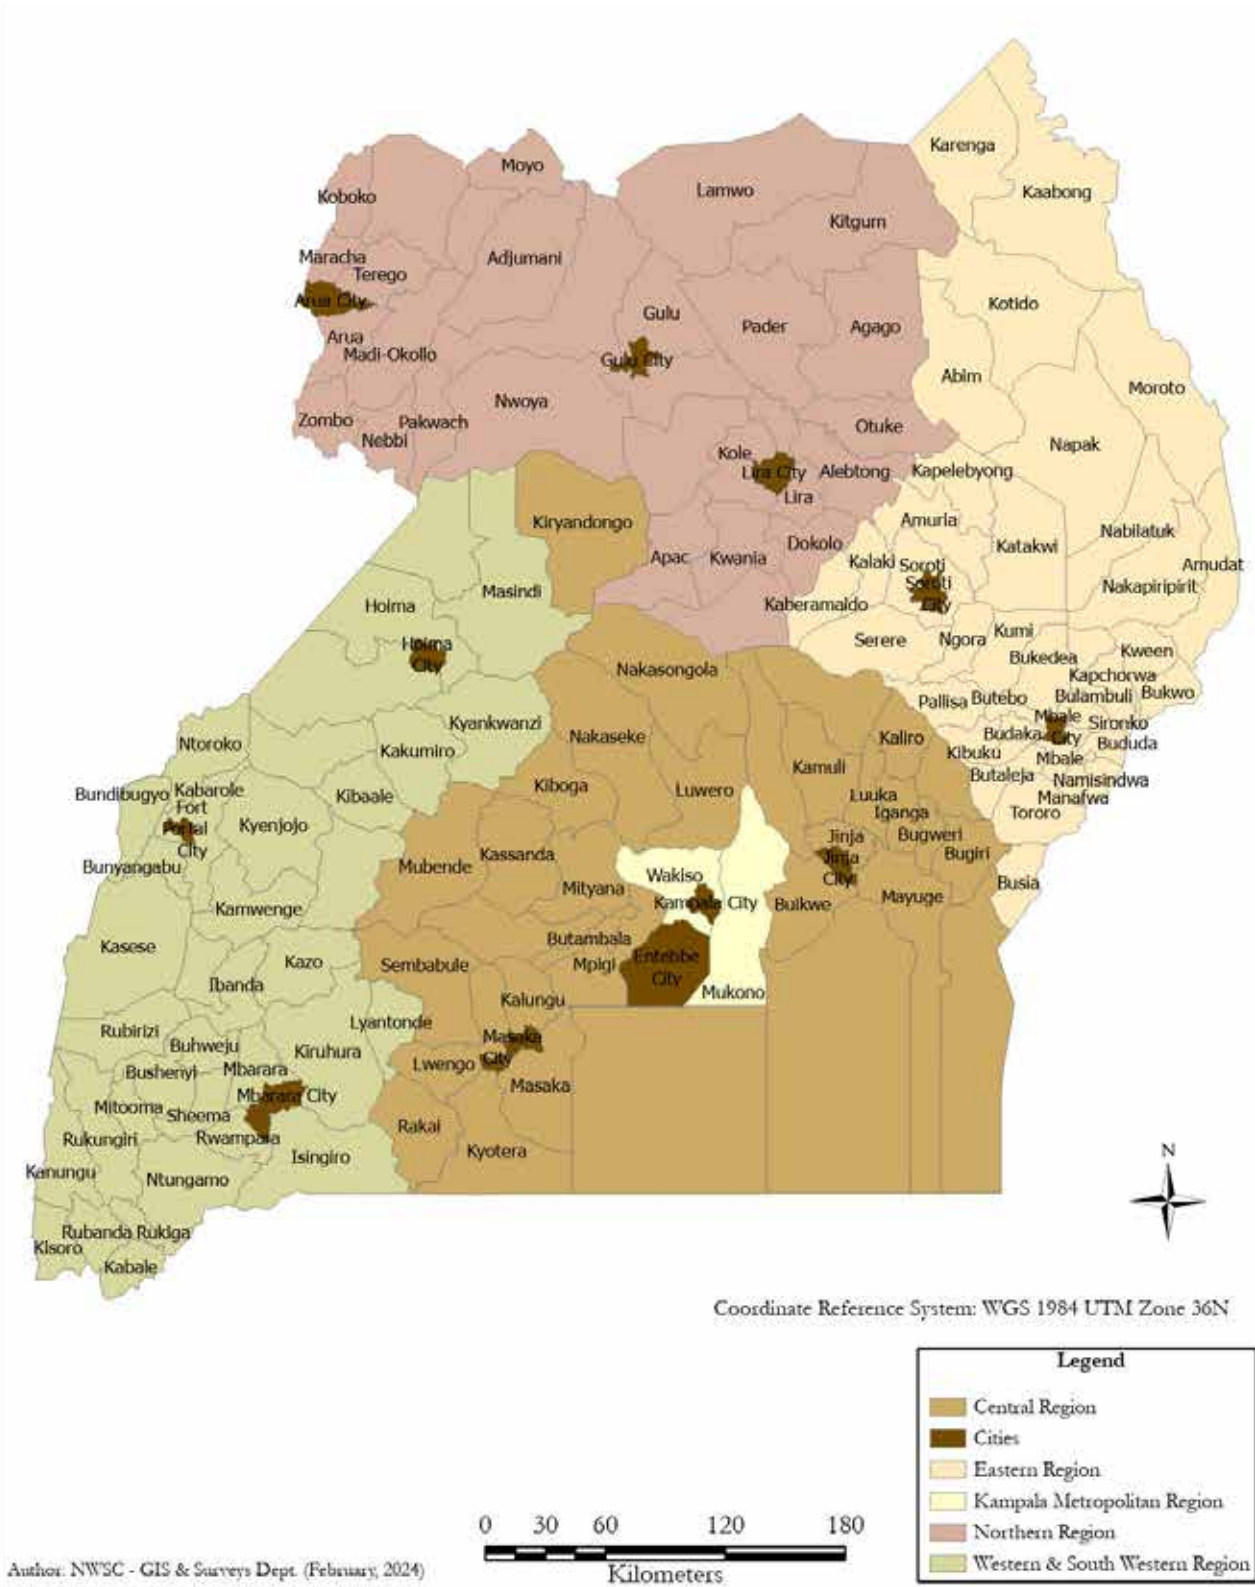 Karenga
Kaabong
Moyo
Koboko
Lamwo
Kitgum
Maracha
Terego
Adjumani
Arua City
Kotido
Gulu
Pader
Agago
Arua
Madi-Okollo
Gulu City
Abim
Moroto
Nwoya
Zombo
Pakwach
Nebbi
Otuke
Napak
Kole
Lira City
Alebtong
Kapelebyong
Lira
Kiryandongo
Amuria
Nabilatuk
Dokolo
Katakwi
Apac
Kwania
Kalaki
Soroti
Amudat
Soroti
City
Nakapiripirit
Masindi
Hoima
Kaberamaido
Hoima
City
Serere
Ngora
Kumi
Bukedea
Kween
Nakasongola
Kapchorwa
Pallisa
Butebo
Bulambuli
Bukwo
Kyankwanzi
Mbale
City
Sironko
Ntoroko
Kakumiro
Nakaseke
Kaliro
Budaka
Bududa
Kibuku
Mbale
Kamuli
Butaleja
Namisindwa
Bundibugyo
Kabarole
Kibaale
Kiboga
Luwero
Luuka
Manafwa
Fort
Portal
City
Kyenjojo
Iganga
Tororo
Jinja
Bugweri
Jinja
City
Bugiri
Bunyangabu
Mubende
Kassanda
Mityana
Wakiso
Busia
Kamwenge
Kampala City
Buikwe
Mayuge
Kasese
Butambala
Kazo
Sembabule
Mpigi
Entebbe
City
Ibanda
Mukono
Kalungu
Rubirizi
Lyantonde
Buhweju
Kiruhura
Masaka
City
Bushenyi
Mbarara
Lwengo
Masaka
Mbarara City
Mitooma
Sheema
Rukungiri
Rwampara
Rakai
Kyotera
Isingiro
Kanungu
Ntungamo
N
Rubanda
Rukiga
Kisoro
Kabale
Coordinate Reference System: WGS 1984 UTM Zone 36N
Legend
Central Region
Cities
Eastern Region
Kampala Metropolitan Region
Northern Region
Western & South Western Region
0 30 60 120 180
Kilometers
Author: NWSC - GIS & Surveys Dept. (February, 2024)